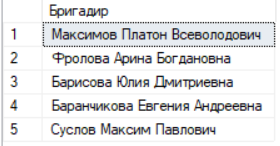 Бригадир
1 Максимов Платон Всеволодович
2 Фролова Арина Богдановна
3 Барисова Юлия Дмитриевна
4 Баранчикова Евгения Андреевна
5 Суслов Максим Павлович